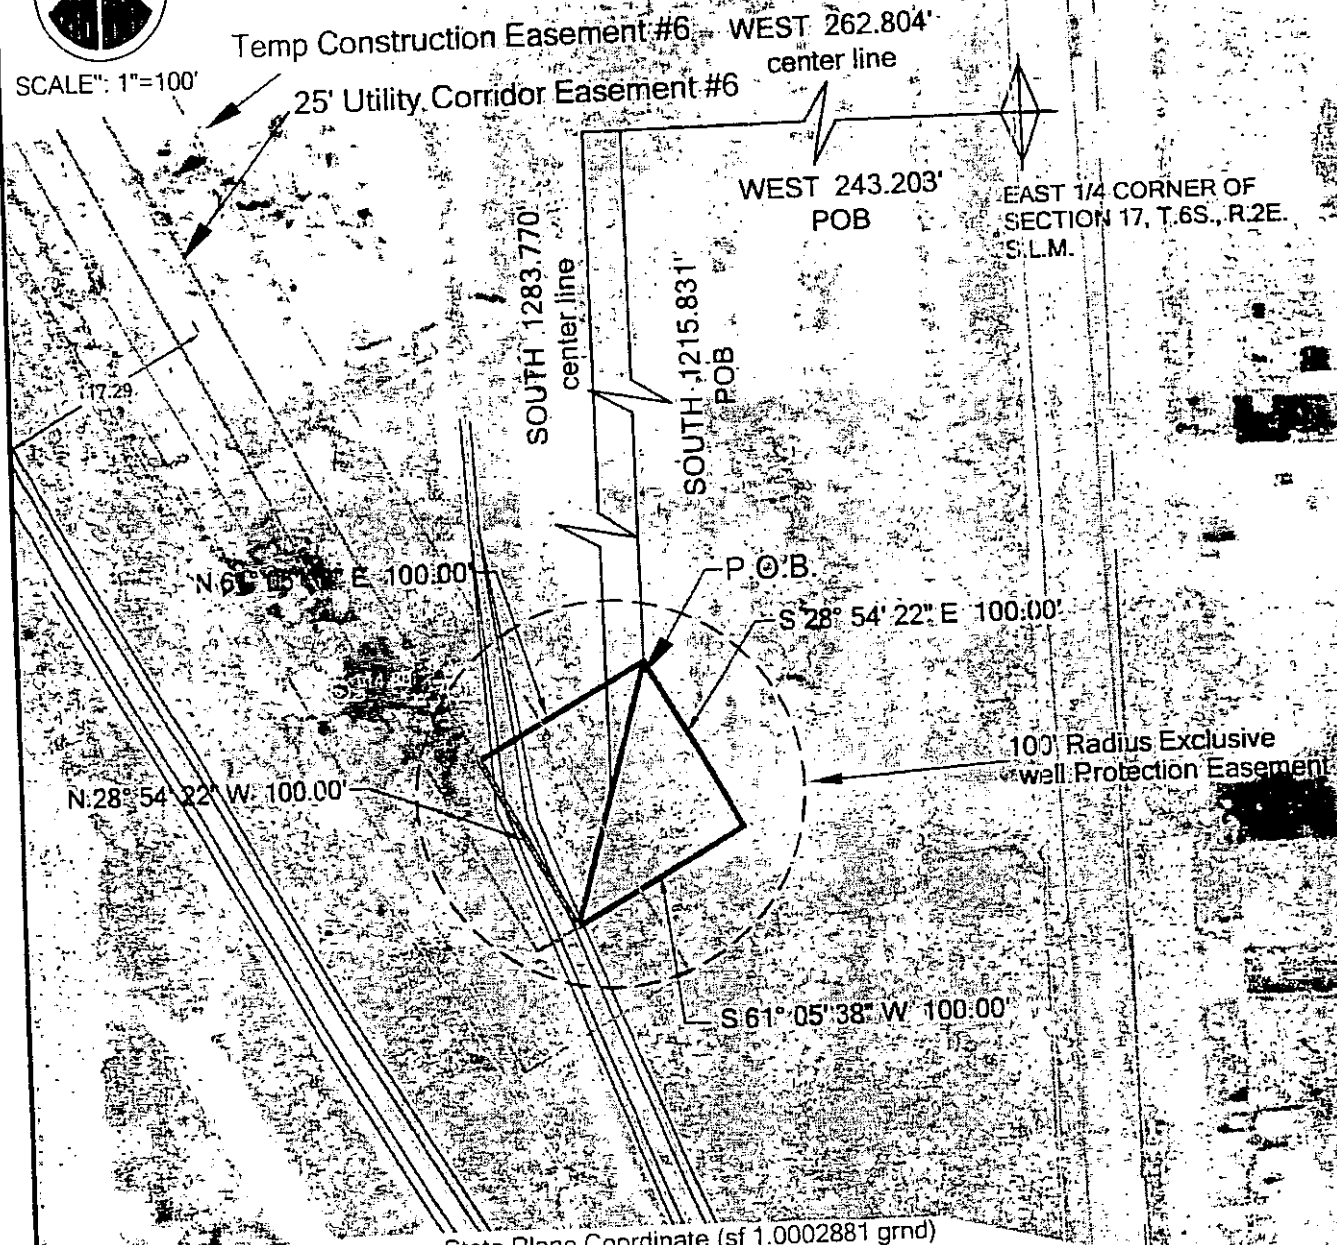 Temp Construction Easement #6
WEST 262.804'
center line
SCALE": 1"=100'
25' Utility Corridor Easement #6
WEST 243.203'
POB
EAST 1/4 CORNER OF
SECTION 17, T.6S., R.2E.
S.L.M.
SOUTH 1283.770'
center line
SOUTH 1215.831'
POB
17.29
E 100.00'
P.O.B.
S 28° 54' 22" E 100.00'
100' Radius Exclusive
well Protection Easement
N 28° 54' 22" W 100.00'
S 61° 05' 38" W 100.00'
State Plane Coordinate (sf 1.0002881 grnd)